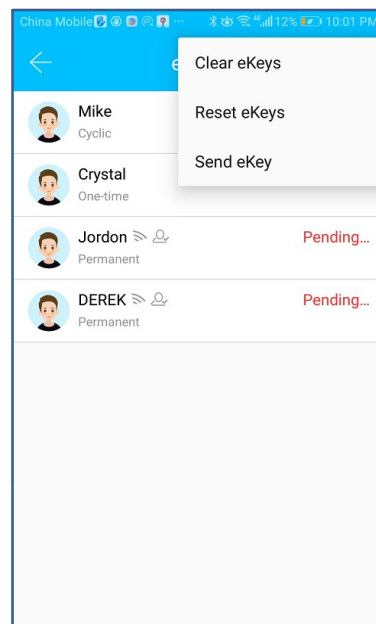 China Mobile ··· 4G 12% 10:01 PM
e
Clear eKeys
Reset eKeys
Send eKey
Mike
Cyclic
Crystal
One-time
Jordon Pending...
Permanent
DEREK Pending...
Permanent